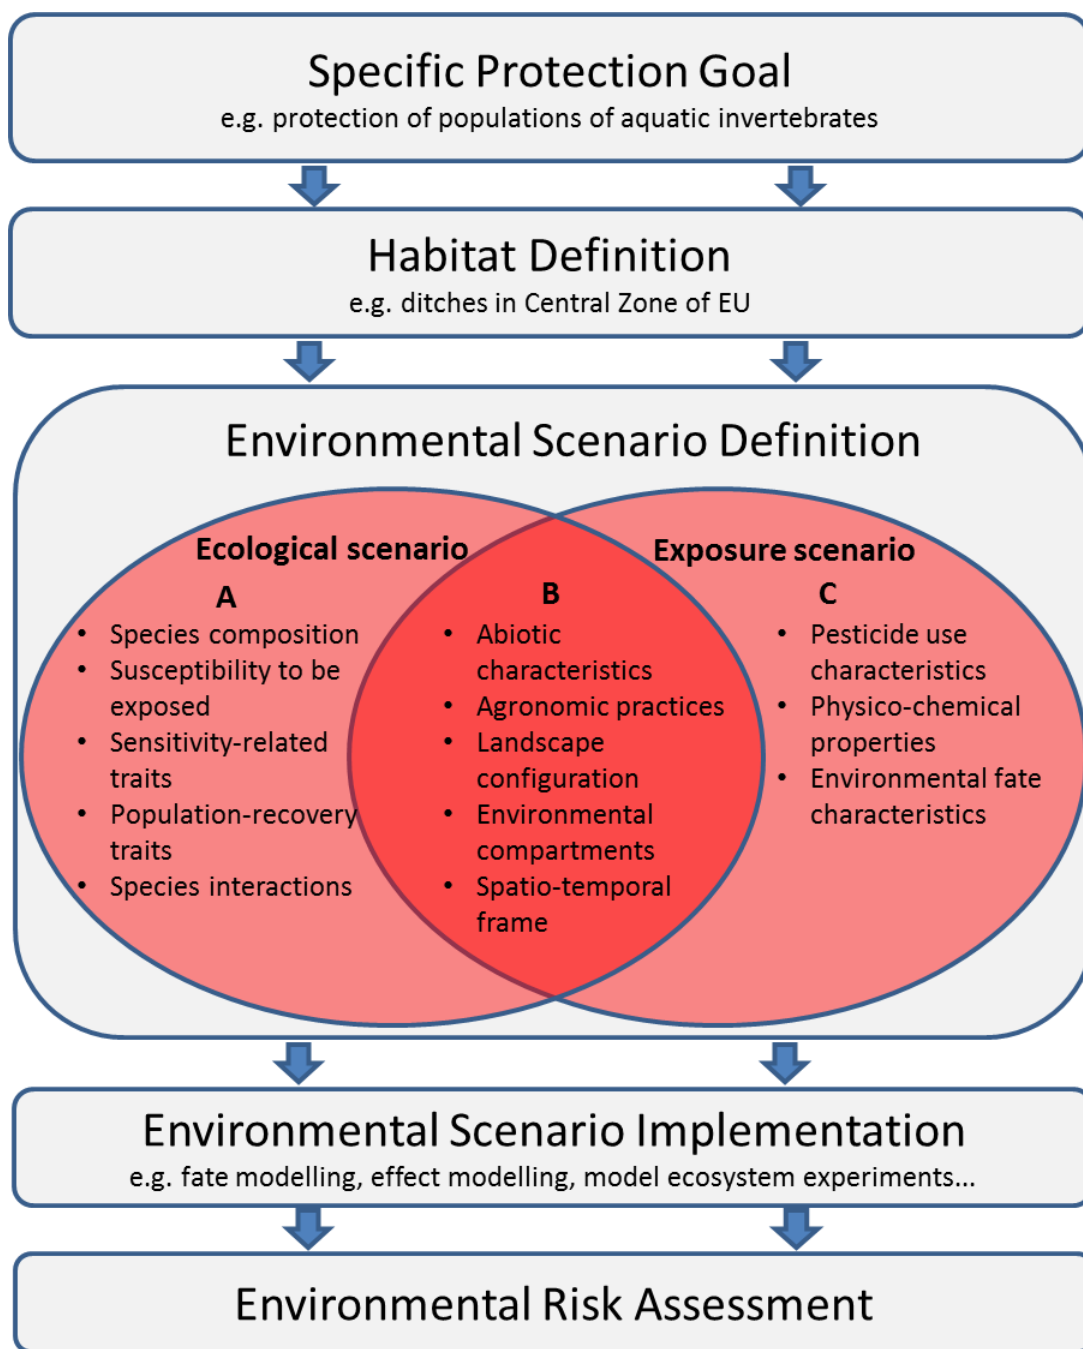 Specific Protection Goal
e.g. protection of populations of aquatic invertebrates
Habitat Definition
e.g. ditches in Central Zone of EU
Environmental Scenario Definition
Ecological scenario
A
• Species composition
• Susceptibility to be
exposed
• Sensitivity-related
traits
• Population-recovery
traits
• Species interactions
B
• Abiotic
characteristics
• Agronomic practices
• Landscape
configuration
• Environmental
compartments
• Spatio-temporal
frame
Exposure scenario
C
• Pesticide use
characteristics
• Physico-chemical
properties
• Environmental fate
characteristics
Environmental Scenario Implementation
e.g. fate modelling, effect modelling, model ecosystem experiments...
Environmental Risk Assessment